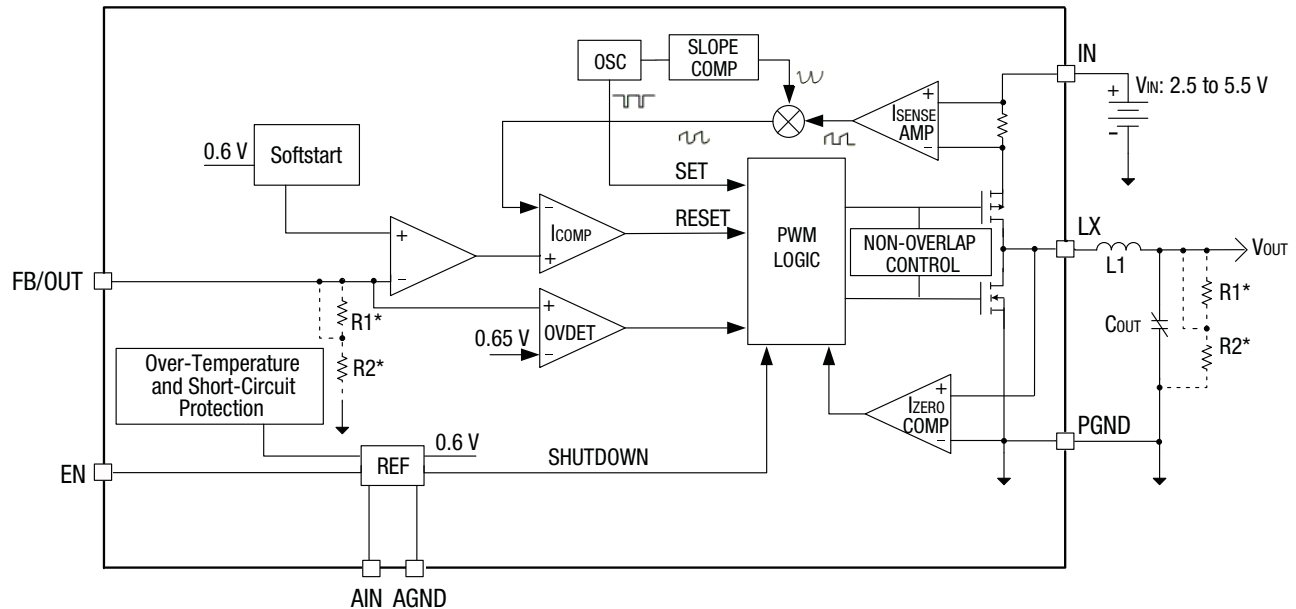 OSC
SLOPE
COMP
IN
VIN: 2.5 to 5.5 V
+
-
+
ISENSE
AMP
-
0.6 V
Softstart
SET
-
ICOMP
+
RESET
PWM
LOGIC
NON-OVERLAP
CONTROL
LX
L1
VOUT
+
-
FB/OUT
R1*
R2*
+
OVDET
-
0.65 V
COUT
R1*
R2*
Over-Temperature
and Short-Circuit
Protection
+
IZERO
COMP
-
PGND
0.6 V
REF
SHUTDOWN
EN
AIN
AGND